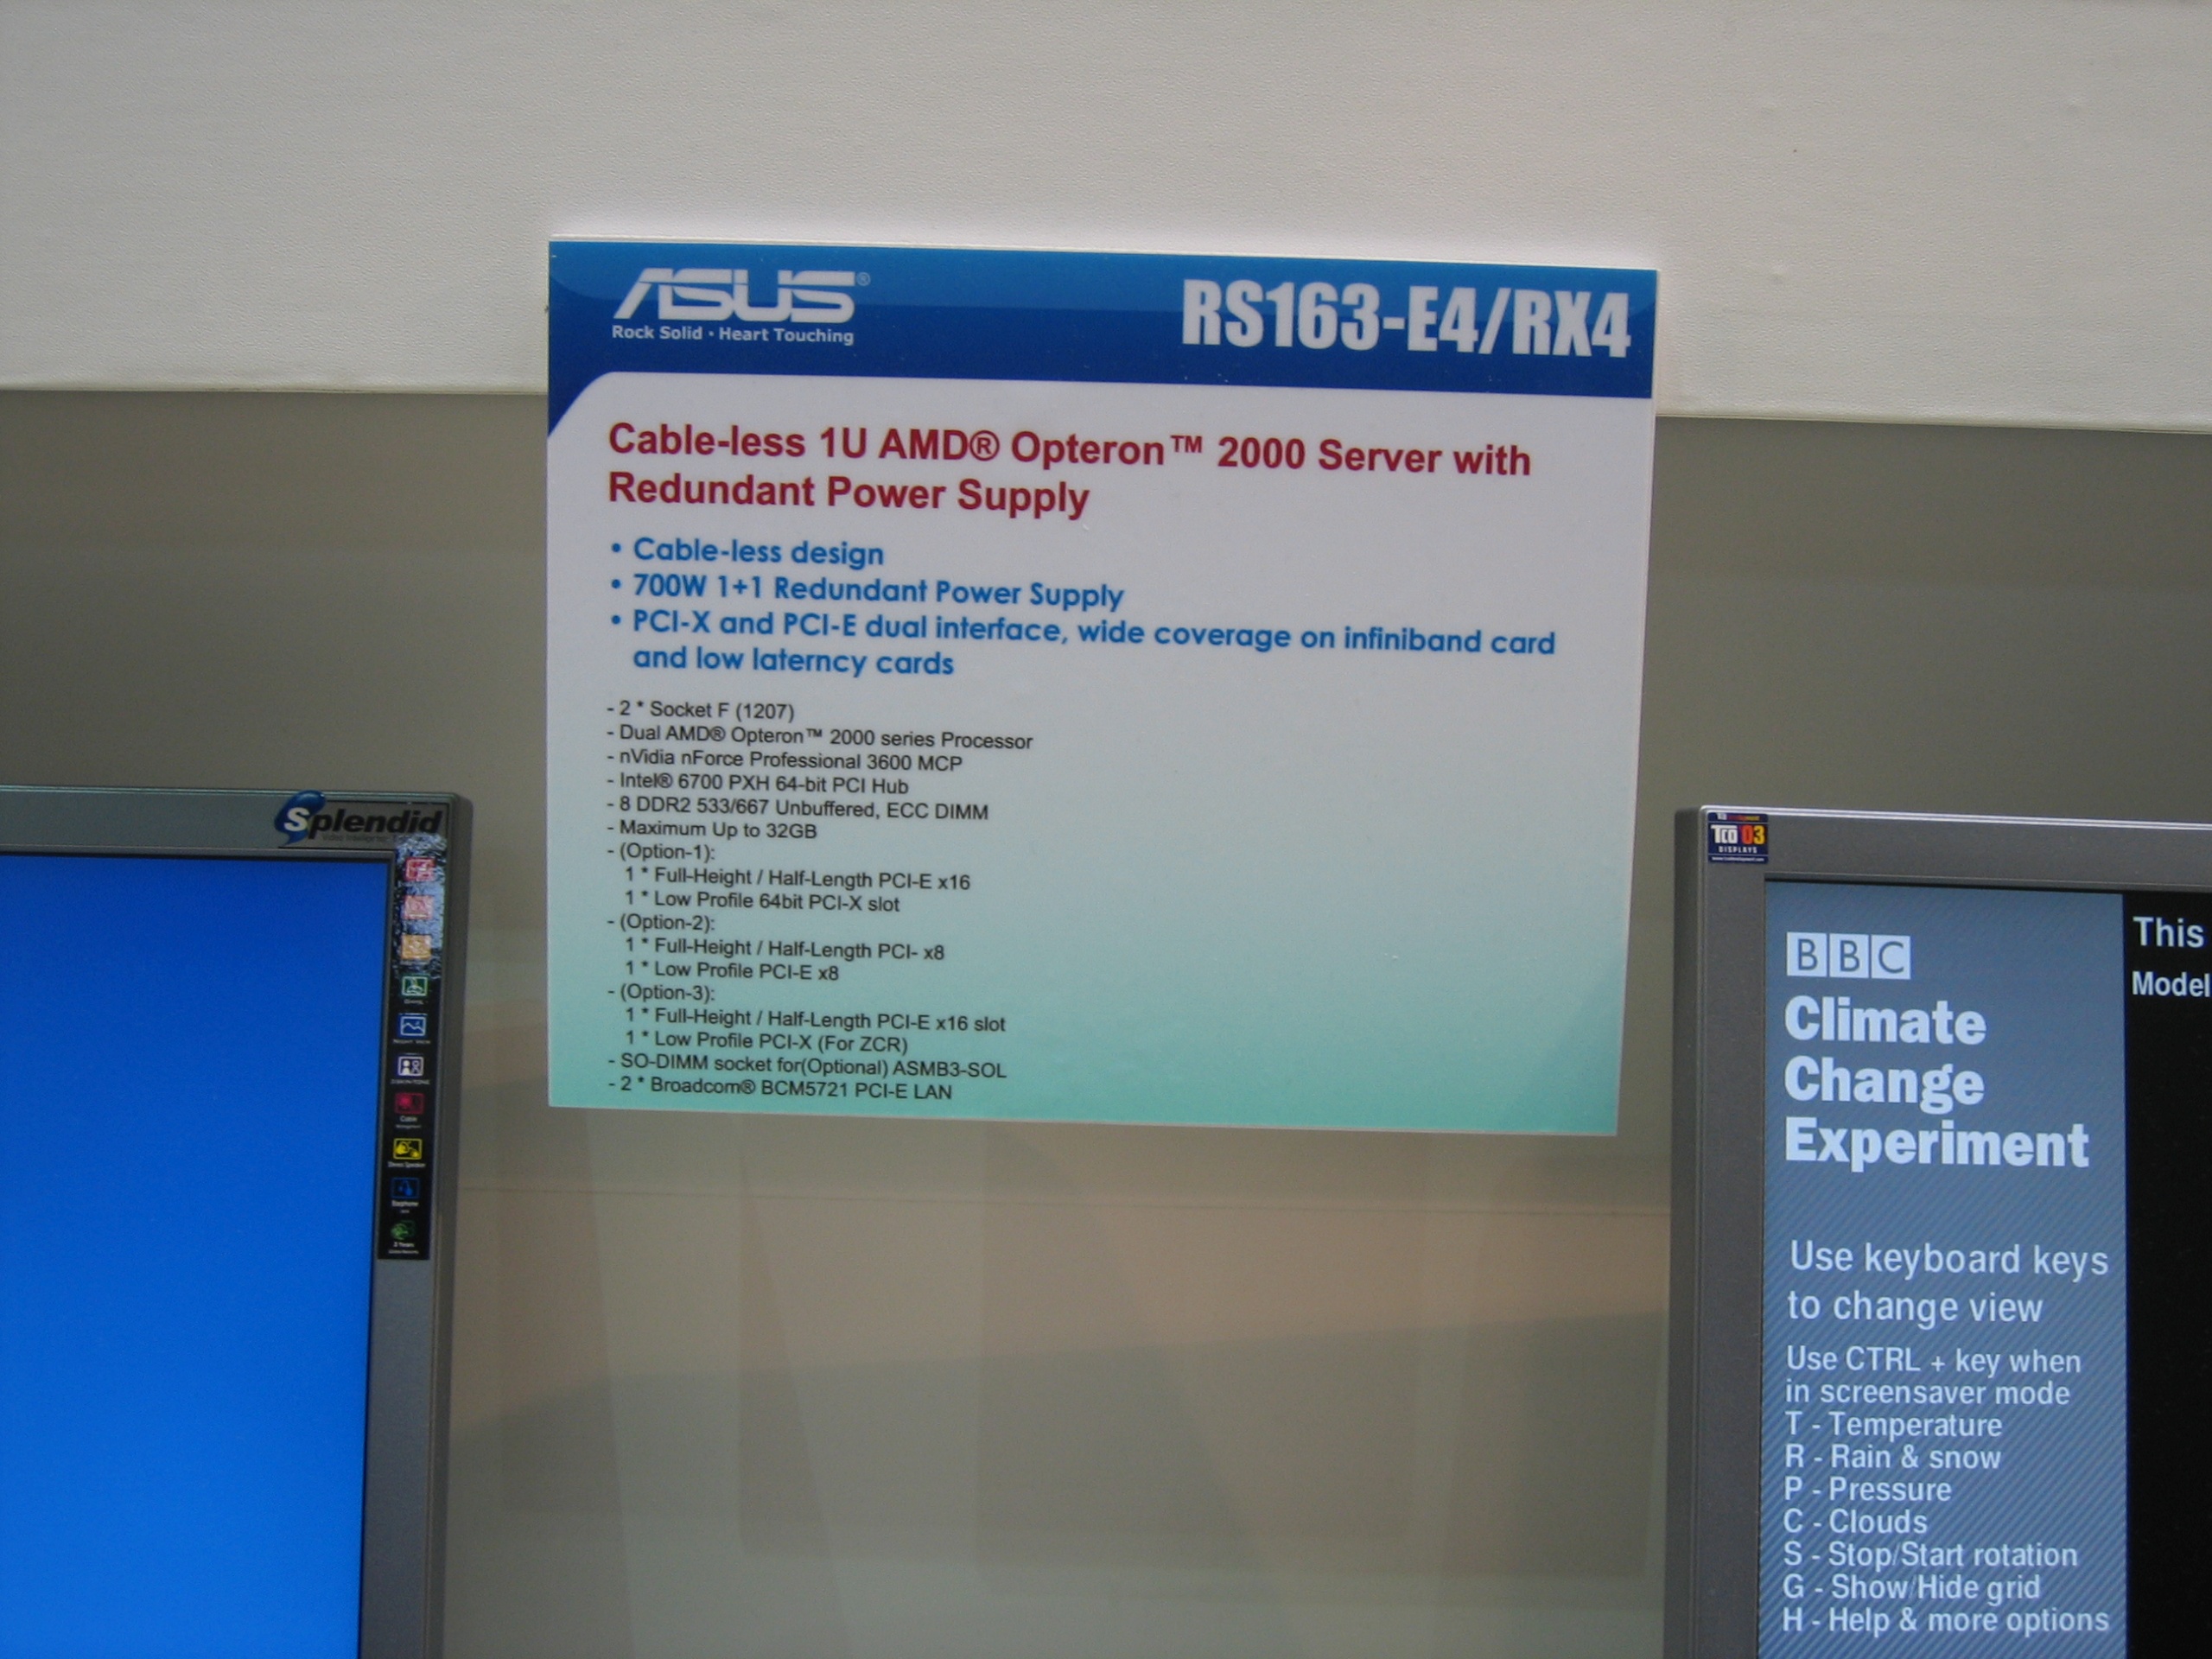 ASUS®
Rock Solid • Heart Touching
RS163-E4/RX4
Cable-less 1U AMD® Opteron™ 2000 Server with
Redundant Power Supply
• Cable-less design
• 700W 1+1 Redundant Power Supply
• PCI-X and PCI-E dual interface, wide coverage on infiniband card
and low laterncy cards
- 2 * Socket F (1207)
- Dual AMD® Opteron™ 2000 series Processor
- nVidia nForce Professional 3600 MCP
- Intel® 6700 PXH 64-bit PCI Hub
- 8 DDR2 533/667 Unbuffered, ECC DIMM
- Maximum Up to 32GB
- (Option-1):
1 * Full-Height / Half-Length PCI-E x16
1 * Low Profile 64bit PCI-X slot
- (Option-2):
1 * Full-Height / Half-Length PCI- x8
1 * Low Profile PCI-E x8
- (Option-3):
1 * Full-Height / Half-Length PCI-E x16 slot
1 * Low Profile PCI-X (For ZCR)
- SO-DIMM socket for(Optional) ASMB3-SOL
- 2 * Broadcom® BCM5721 PCI-E LAN
Splendid
TCO'03
DISPLAYS
BBC
Climate
Change
Experiment
Use keyboard keys
to change view
Use CTRL + key when
in screensaver mode
T - Temperature
R - Rain & snow
P - Pressure
C - Clouds
S - Stop/Start rotation
G - Show/Hide grid
H - Help & more options
This
Model